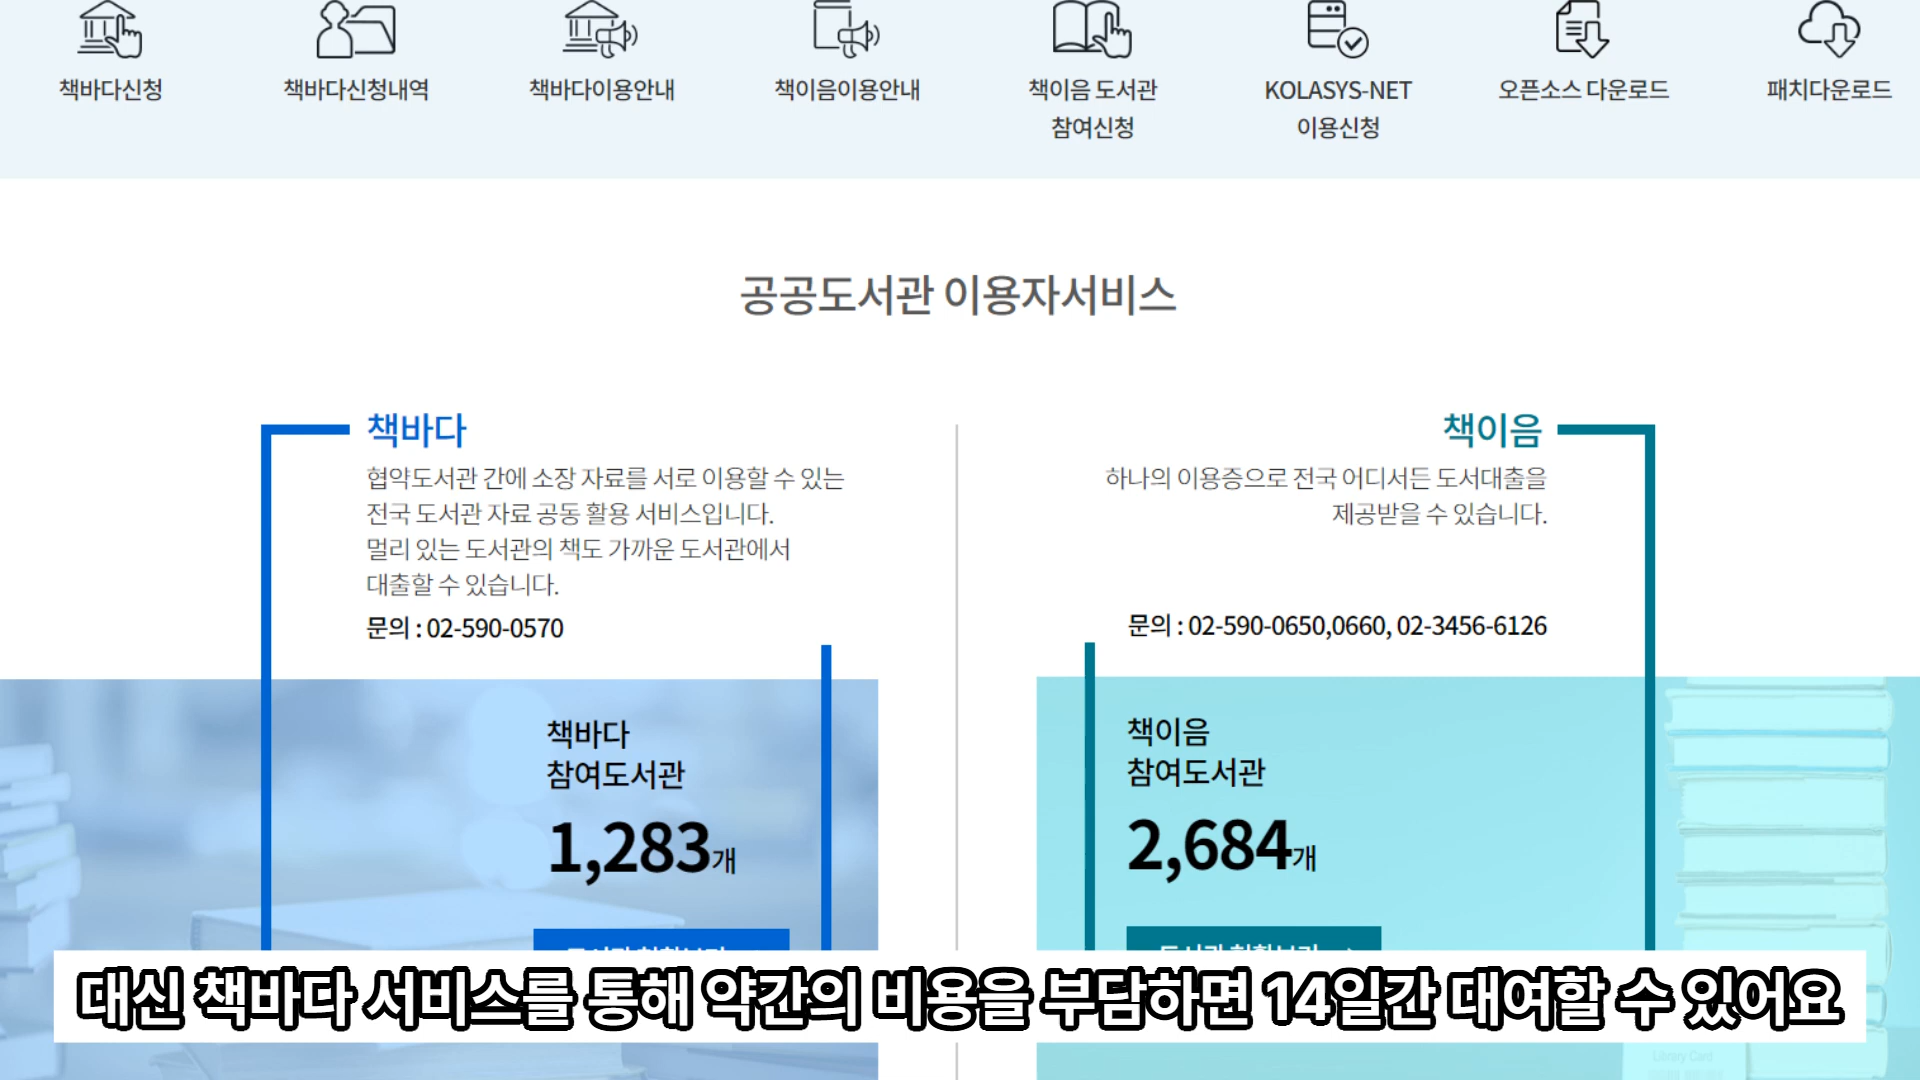 책바다신청
책바다신청내역
책바다이용안내
책이음이용안내
책이음 도서관
참여신청
KOLASYS-NET
이용신청
오픈소스 다운로드
패치다운로드
공공도서관 이용자서비스
책바다
협약도서관 간에 소장 자료를 서로 이용할 수 있는
전국 도서관 자료 공동 활용 서비스입니다.
멀리 있는 도서관의 책도 가까운 도서관에서
대출할 수 있습니다.
문의 : 02-590-0570
책바다
참여도서관
1,283개
책이음
하나의 이용증으로 전국 어디서든 도서대출을
제공받을 수 있습니다.
문의 : 02-590-0650,0660, 02-3456-6126
책이음
참여도서관
2,684개
대신 책바다 서비스를 통해 약간의 비용을 부담하면 14일간 대여할 수 있어요
Library Card